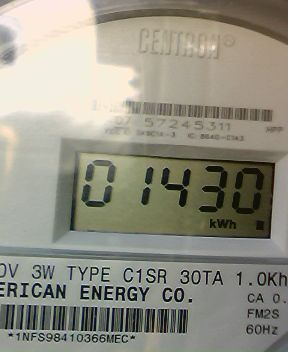 CENTRON®
57245311 HPP
01430
kWh
0V 3W TYPE C1SR 30TA 1.0Kh
ERICAN ENERGY CO. CA 0.
FM2S
60Hz
*1NFS98410366MEC*